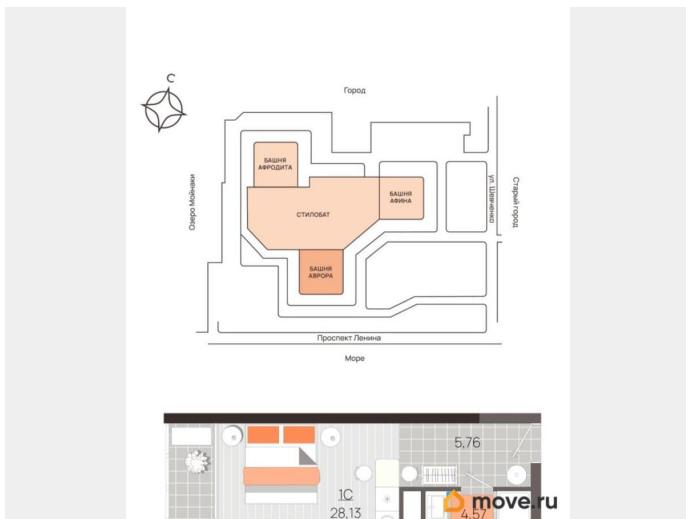 С
Город
БАШНЯ
АФРОДИТА
Озеро Мойнаки
СТИЛОБАТ
БАШНЯ
АФИНА
ул. Шевченко
Старый город
БАШНЯ
АВРОРА
Проспект Ленина
Море
5,76
1С
28,13
4,57
move.ru